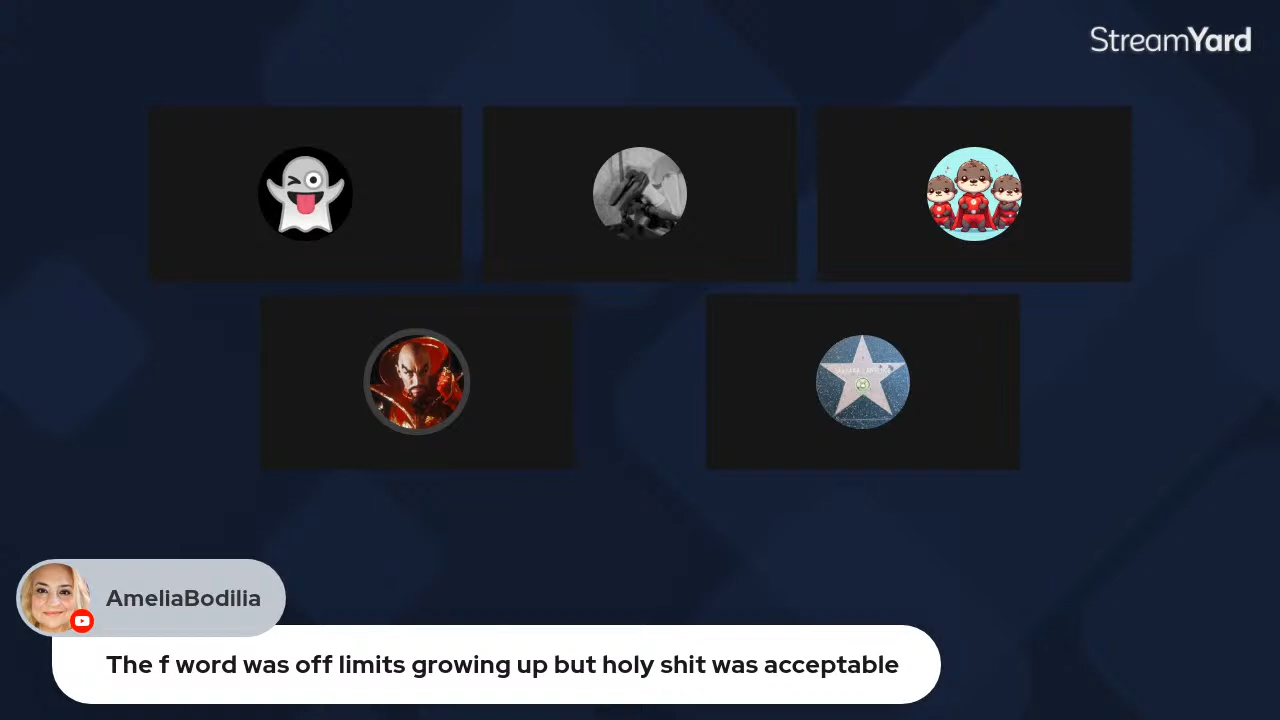 StreamYard
AmeliaBodilia
The f word was off limits growing up but holy shit was acceptable